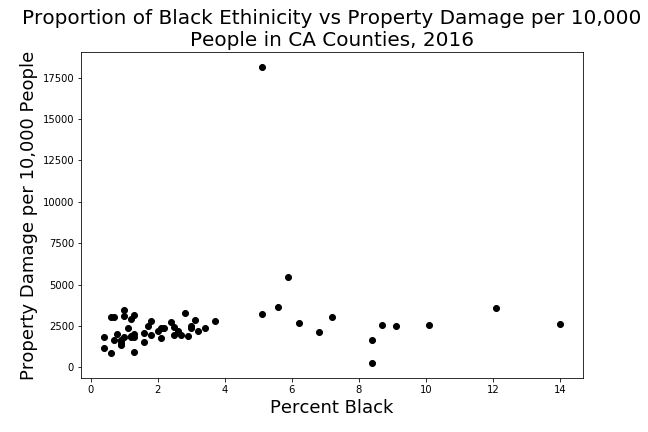 Proportion of Black Ethinicity vs Property Damage per 10,000
People in CA Counties, 2016
Property Damage per 10,000 People
17500
15000
12500
10000
7500
5000
2500
0
0 2 4 6 8 10 12 14
Percent Black